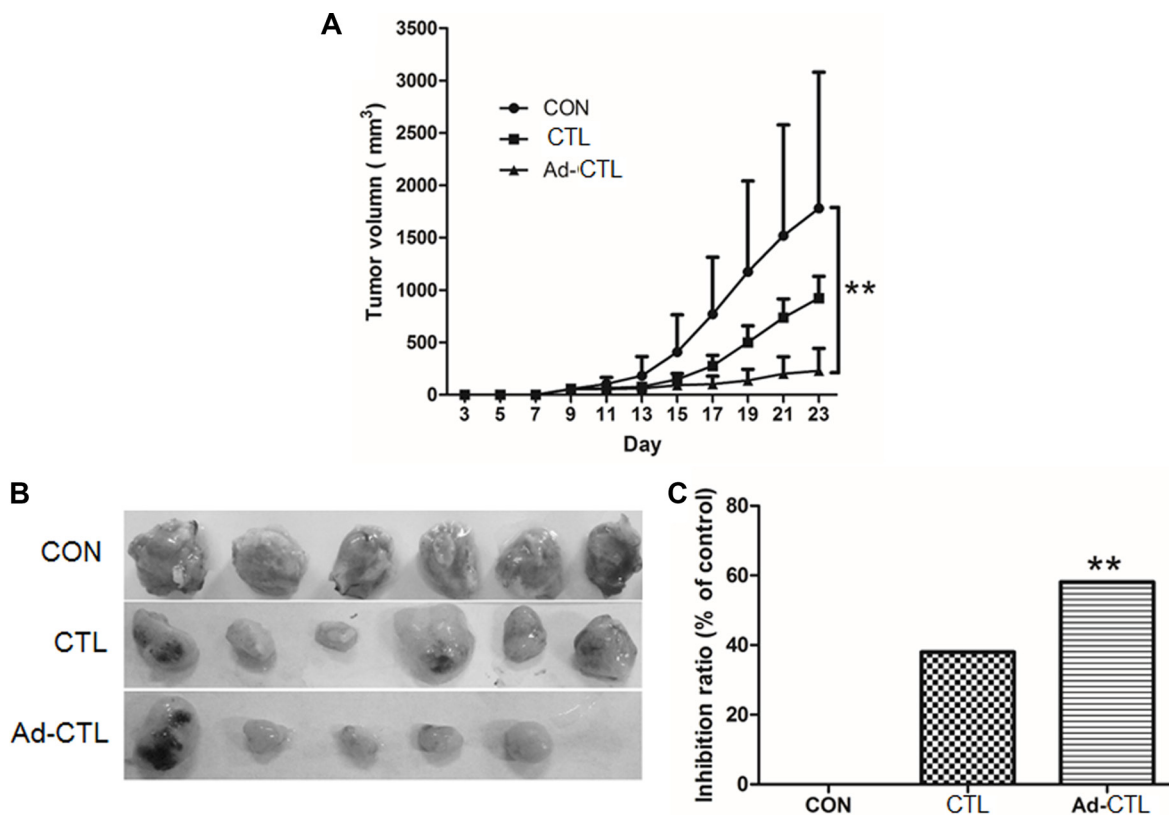 A
Tumor volumn ( mm³)
3500
3000
2500
2000
1500
1000
500
0
CON
CTL
Ad-CTL
**
3 5 7 9 11 13 15 17 19 21 23
Day
B
CON
CTL
Ad-CTL
C
Inhibition ratio (% of control)
80
60
40
20
0
**
CON CTL Ad-CTL